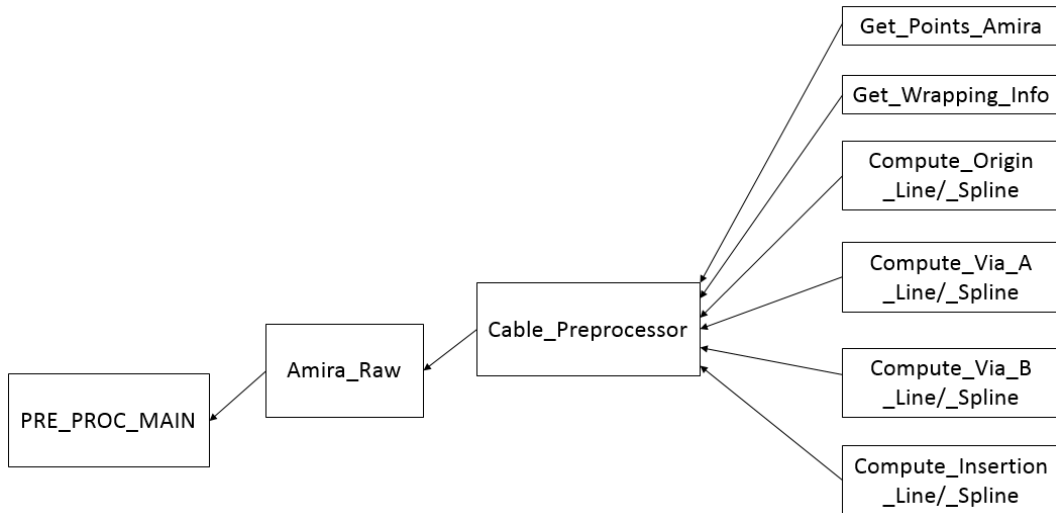 Get_Points_Amira
Get_Wrapping_Info
Compute_Origin
_Line/_Spline
Compute_Via_A
_Line/_Spline
Cable_Preprocessor
Amira_Raw
Compute_Via_B
_Line/_Spline
PRE_PROC_MAIN
Compute_Insertion
_Line/_Spline